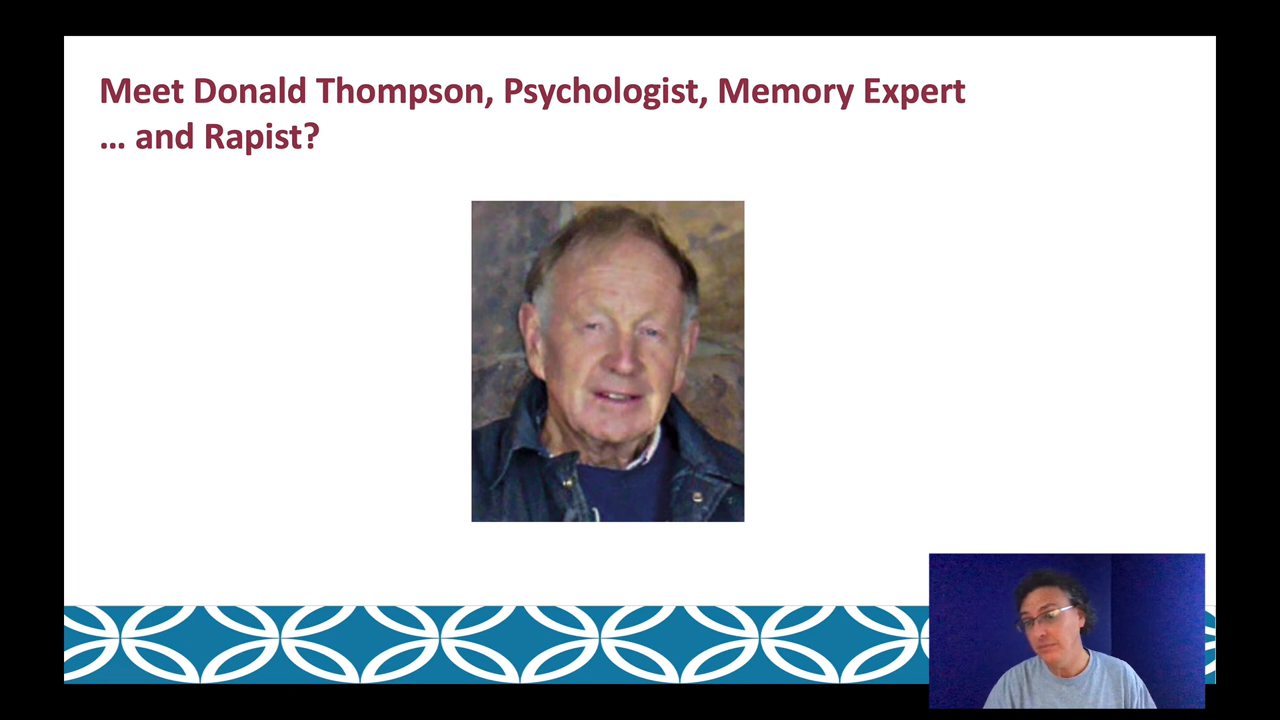 Meet Donald Thompson, Psychologist, Memory Expert
… and Rapist?